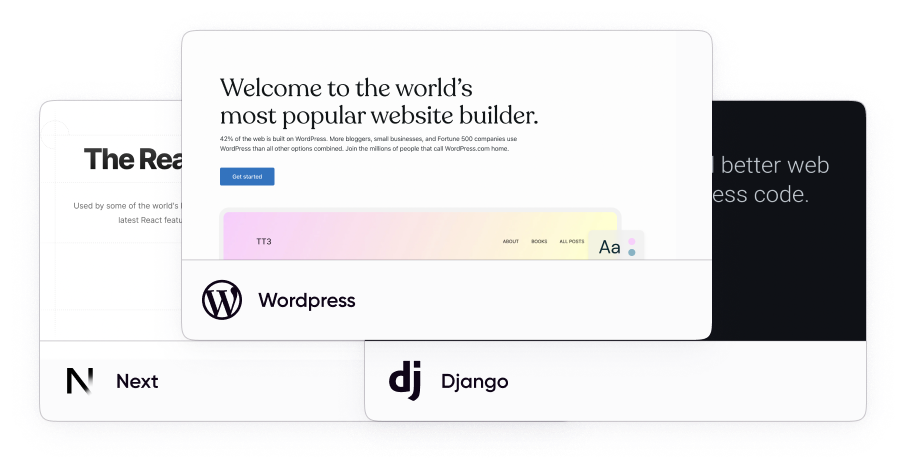 Welcome to the world's
most popular website builder.
42% of the web is built on WordPress. More bloggers, small businesses, and Fortune 500 companies use
WordPress than all other options combined. Join the millions of people that call WordPress.com home.
Get started
TT3
ABOUT BOOKS ALL POSTS
Aa
Wordpress
The Rea
Used by some of the world's
latest React featu
Next
better web
ess code.
dj
Django